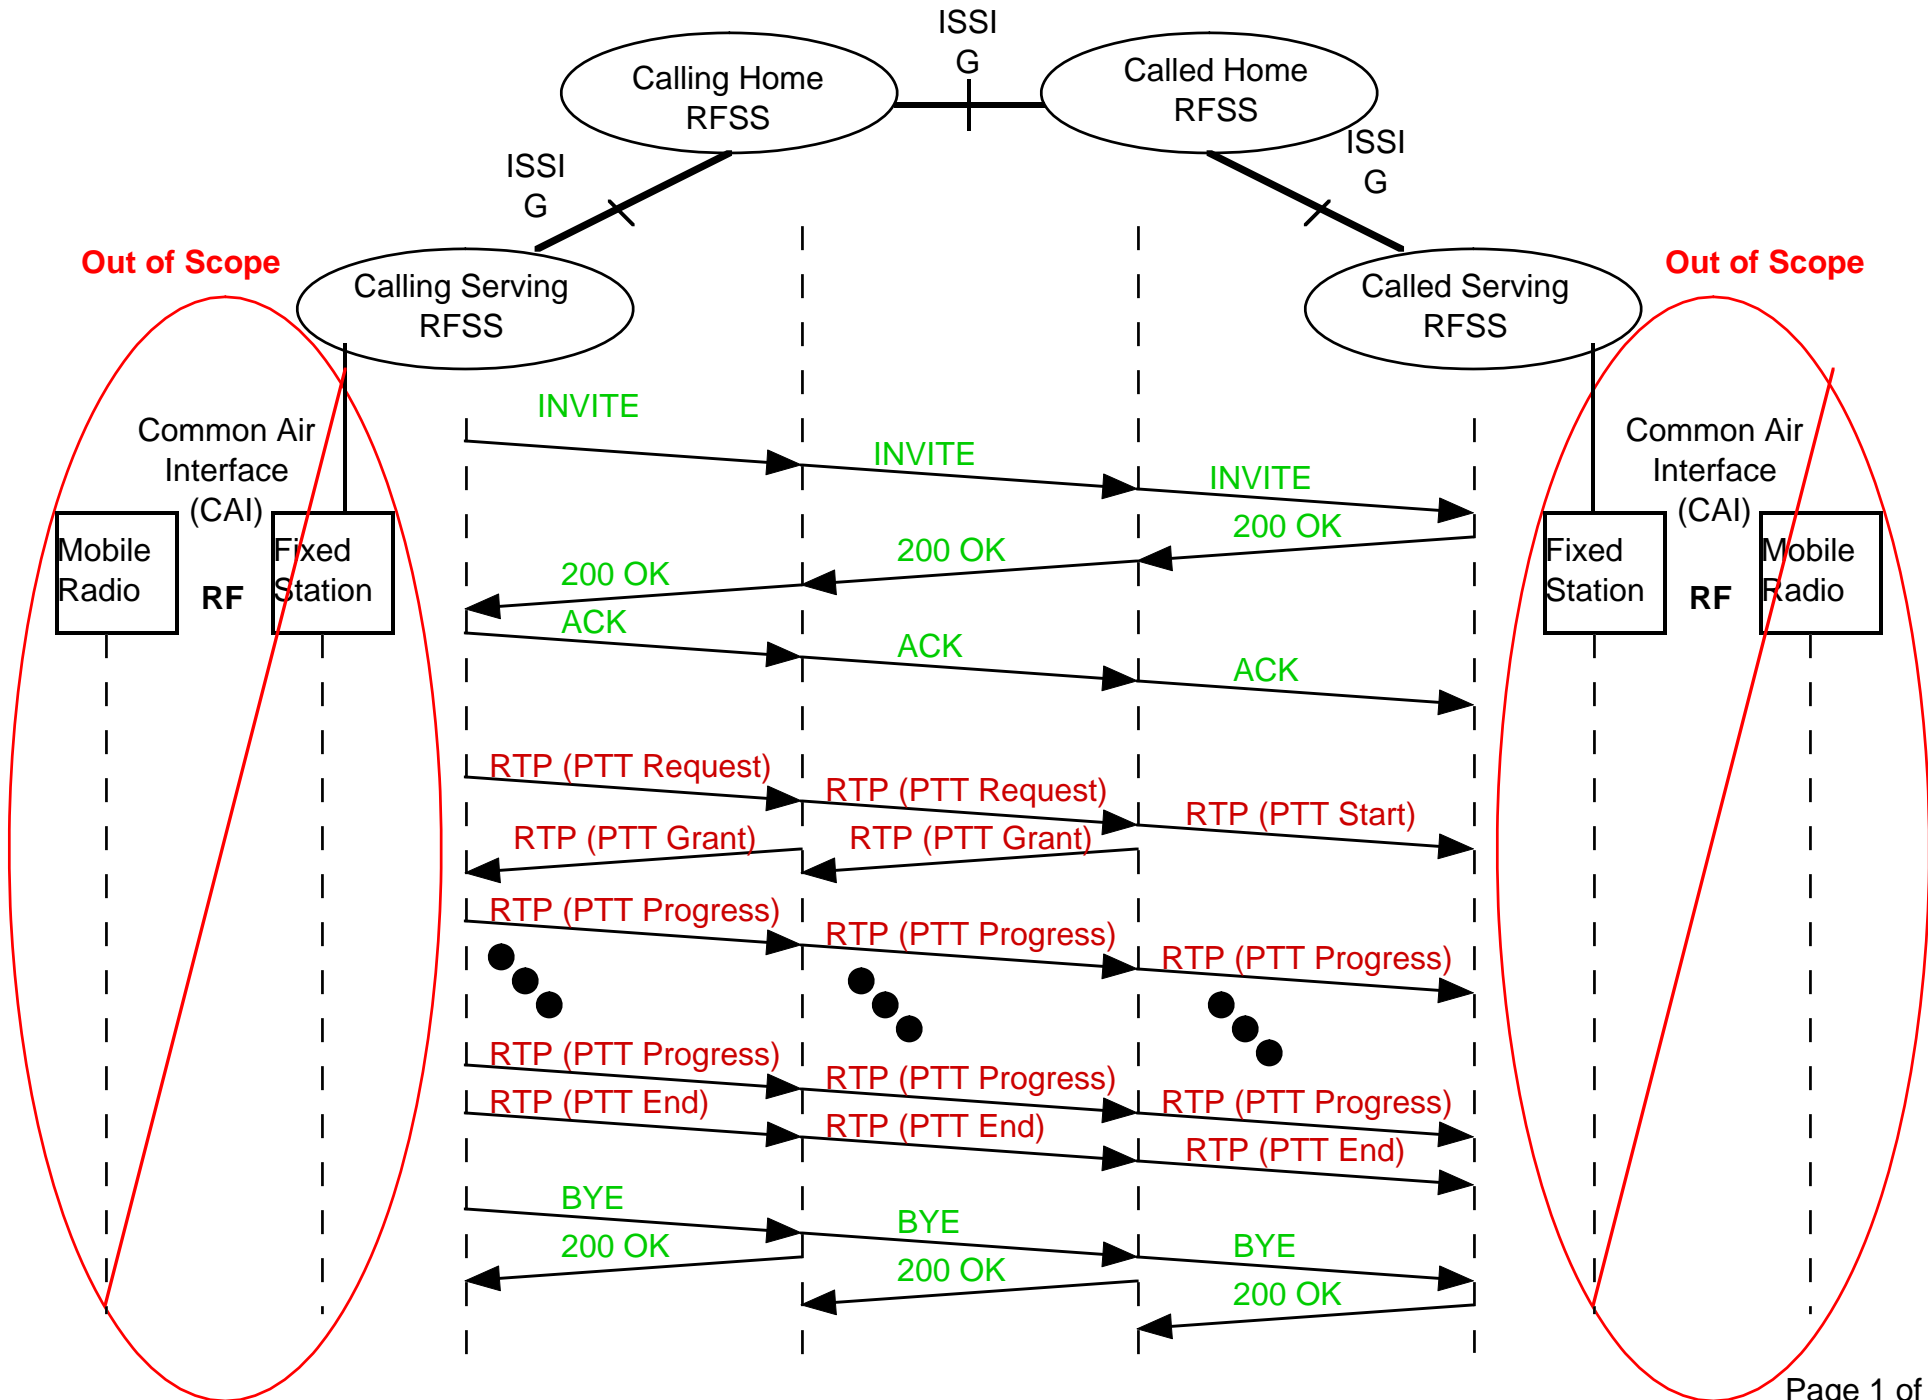 ISSI
G
Calling Home
RFSS
Called Home
RFSS
ISSI
G
ISSI
G
Out of Scope
Out of Scope
Calling Serving
RFSS
Called Serving
RFSS
Common Air
Interface
(CAI)
Common Air
Interface
(CAI)
Mobile
Radio
RF
Fixed
Station
Fixed
Station
RF
Mobile
Radio
INVITE
INVITE
INVITE
200 OK
200 OK
200 OK
ACK
ACK
ACK
RTP (PTT Request)
RTP (PTT Request)
RTP (PTT Start)
RTP (PTT Grant)
RTP (PTT Grant)
RTP (PTT Progress)
RTP (PTT Progress)
RTP (PTT Progress)
RTP (PTT Progress)
RTP (PTT Progress)
RTP (PTT Progress)
RTP (PTT End)
RTP (PTT End)
RTP (PTT End)
BYE
BYE
BYE
200 OK
200 OK
200 OK
Page 1 of